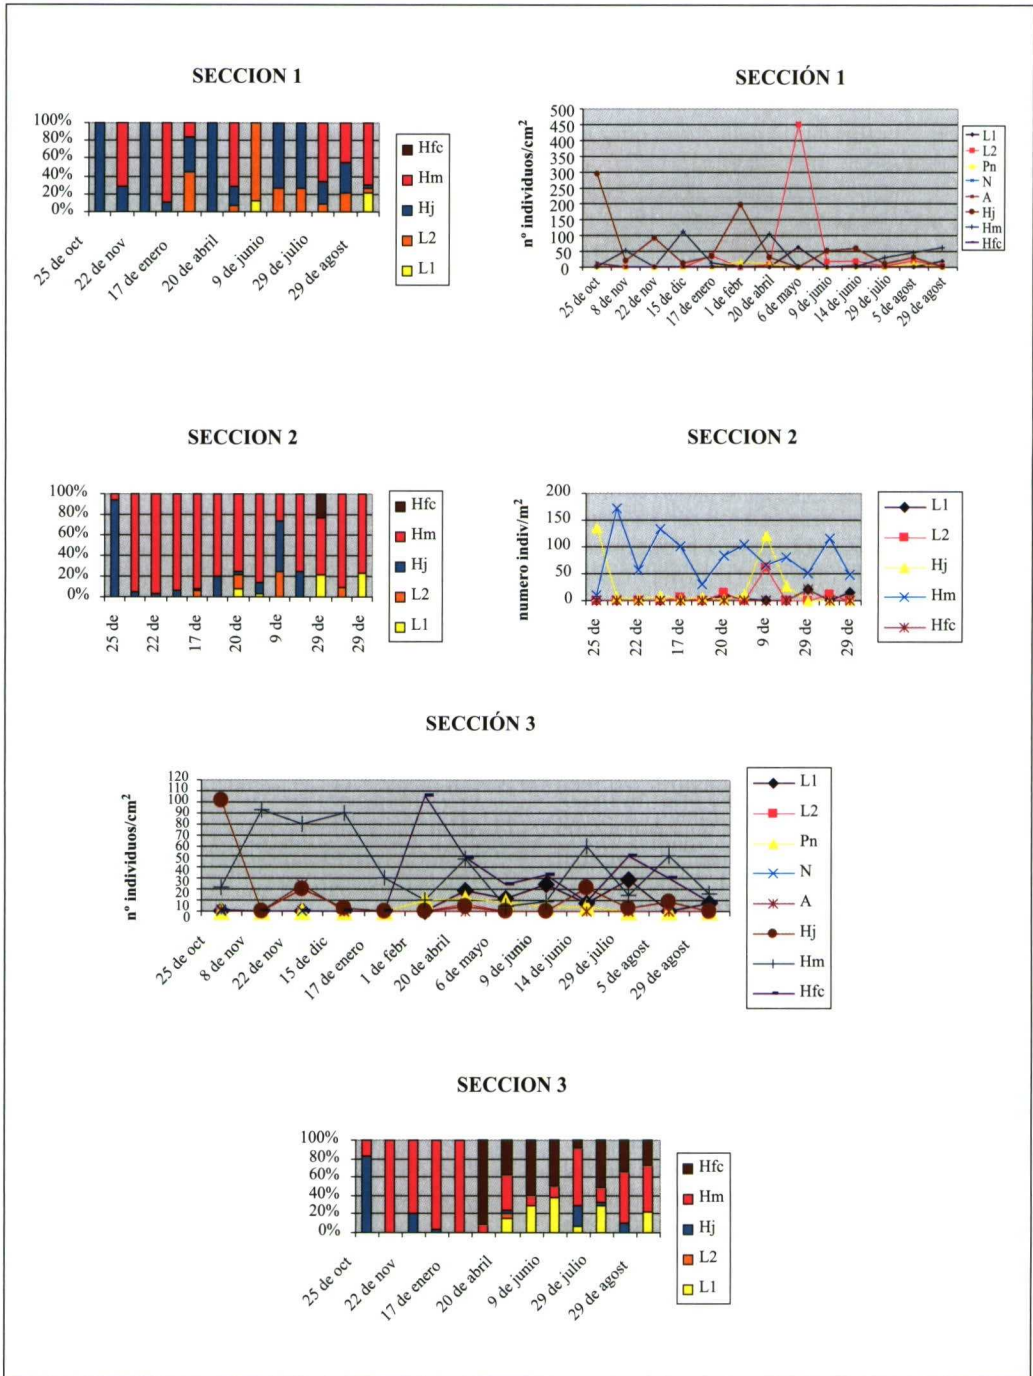 SECCION 1
100%
80%
60%
40%
20%
0%
25 de oct
22 de nov
17 de enero
20 de abril
9 de junio
29 de julio
29 de agosto
Hfc
Hm
Hj
L2
L1
SECCIÓN 1
nº individuos/cm²
500
450
400
350
300
250
200
150
100
50
0
25 de oct
8 de nov
22 de nov
15 de dic
17 de enero
1 de febr
20 de abril
6 de mayo
9 de junio
14 de junio
29 de julio
5 de agosto
29 de agosto
L1
L2
Pn
N
A
Hj
Hm
Hfc
SECCION 2
100%
80%
60%
40%
20%
0%
25 de
22 de
17 de
20 de
9 de
29 de
29 de
Hfc
Hm
Hj
L2
L1
SECCION 2
numero indiv/m²
200
150
100
50
0
25 de
22 de
17 de
20 de
9 de
29 de
29 de
L1
L2
Hj
Hm
Hfc
SECCIÓN 3
nº individuos/cm²
120
110
100
90
80
70
60
50
40
30
20
10
0
25 de oct
8 de nov
22 de nov
15 de dic
17 de enero
1 de febr
20 de abril
6 de mayo
9 de junio
14 de junio
29 de julio
5 de agosto
29 de agosto
L1
L2
Pn
N
A
Hj
Hm
Hfc
SECCION 3
100%
80%
60%
40%
20%
0%
25 de oct
22 de nov
17 de enero
20 de abril
9 de junio
29 de julio
29 de agosto
Hfc
Hm
Hj
L2
L1